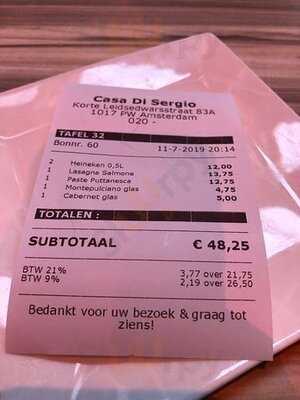 Casa Di Sergio
Korte Leidsedwarsstraat 83A
1017 PW Amsterdam
020 -
TAFEL 32
Bonnr. 60 11-7-2019 20:14
2 Heineken 0,5L 12,00
1 Lasagne Salmone 13,75
1 Paste Puttanesca 12,75
1 Montepulciano glas 4,75
1 Cabernet glas 5,00
TOTALEN :
SUBTOTAAL € 48,25
BTW 21% 3,77 over 21,75
BTW 9% 2,19 over 26,50
Bedankt voor uw bezoek & graag tot
ziens!